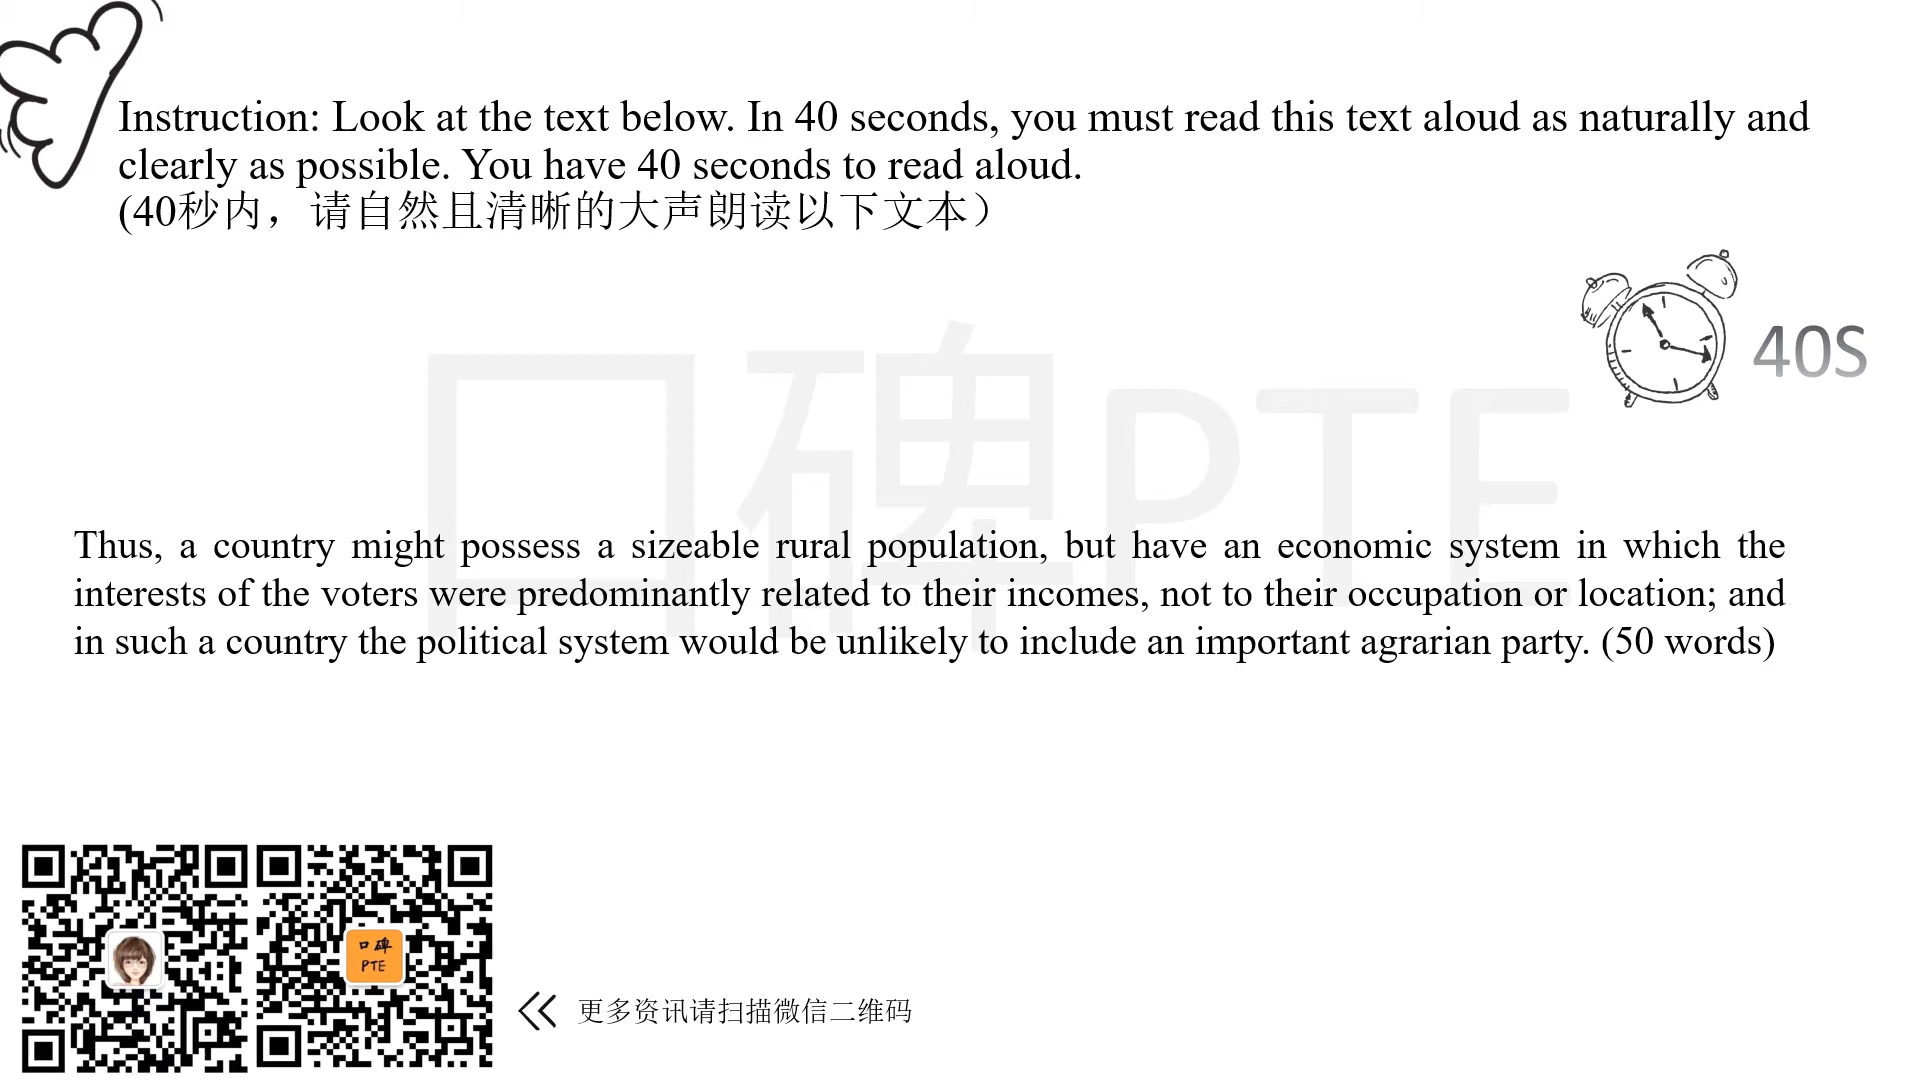 Instruction: Look at the text below. In 40 seconds, you must read this text aloud as naturally and
clearly as possible. You have 40 seconds to read aloud.
(40秒内，请自然且清晰的大声朗读以下文本）
40S
口碑PTE
Thus, a country might possess a sizeable rural population, but have an economic system in which the
interests of the voters were predominantly related to their incomes, not to their occupation or location; and
in such a country the political system would be unlikely to include an important agrarian party. (50 words)
口碑
PTE
更多资讯请扫描微信二维码